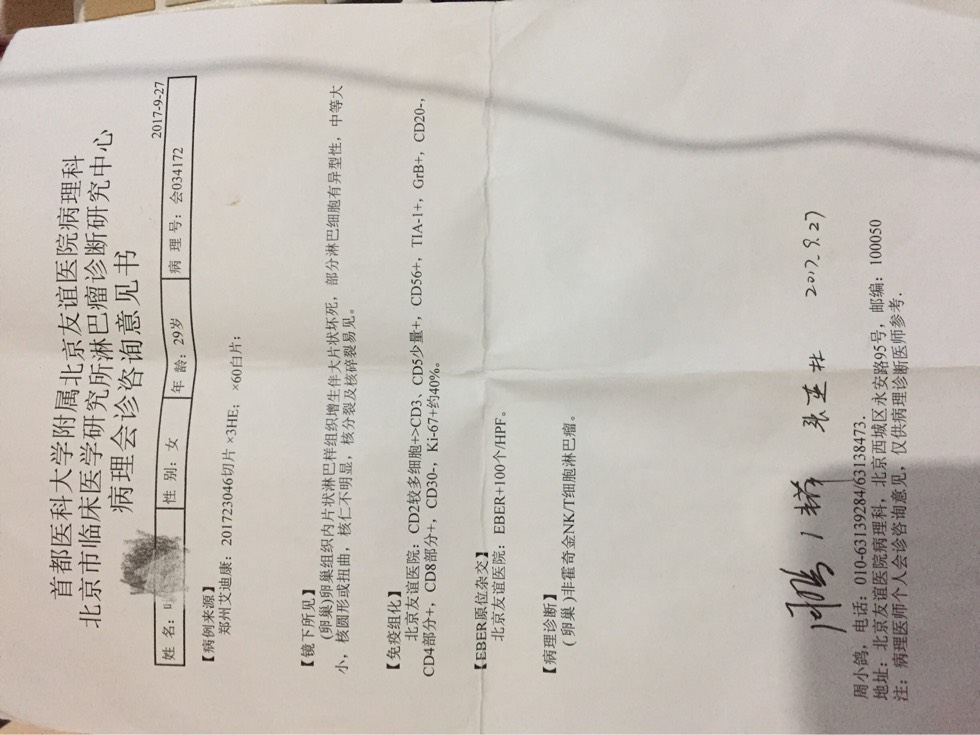 首都医科大学附属北京友谊医院病理科
北京市临床医学研究所淋巴瘤诊断研究中心
病理会诊咨询意见书
2017-9-27
姓 名： 性 别：女 年 龄：29岁 病 理 号：会034172
【病例来源】
郑州艾迪康：201723046切片 ×3HE； ×60白片；
【镜下所见】
(卵巢)卵巢组织内片状淋巴样组织增生伴大片状坏死，部分淋巴细胞有异型性，中等大
小，核圆形或扭曲，核仁不明显，核分裂及核碎裂易见。
【免疫组化】
北京友谊医院：CD2较多细胞+>CD3、CD5少量+，CD56+，TIA-1+，GrB+，CD20-，
CD4部分+，CD8部分+，CD30-，Ki-67+约40%。
【EBER原位杂交】
北京友谊医院：EBER+100个/HPF。
【病理诊断】
(卵巢)非霍奇金NK/T细胞淋巴瘤。
2017.9.27
周小鸽，电话：010-63139284/63138473.
地址：北京友谊医院病理科，北京西城区永安路95号，邮编：100050
注：病理医师个人会诊咨询意见，仅供病理诊断医师参考.